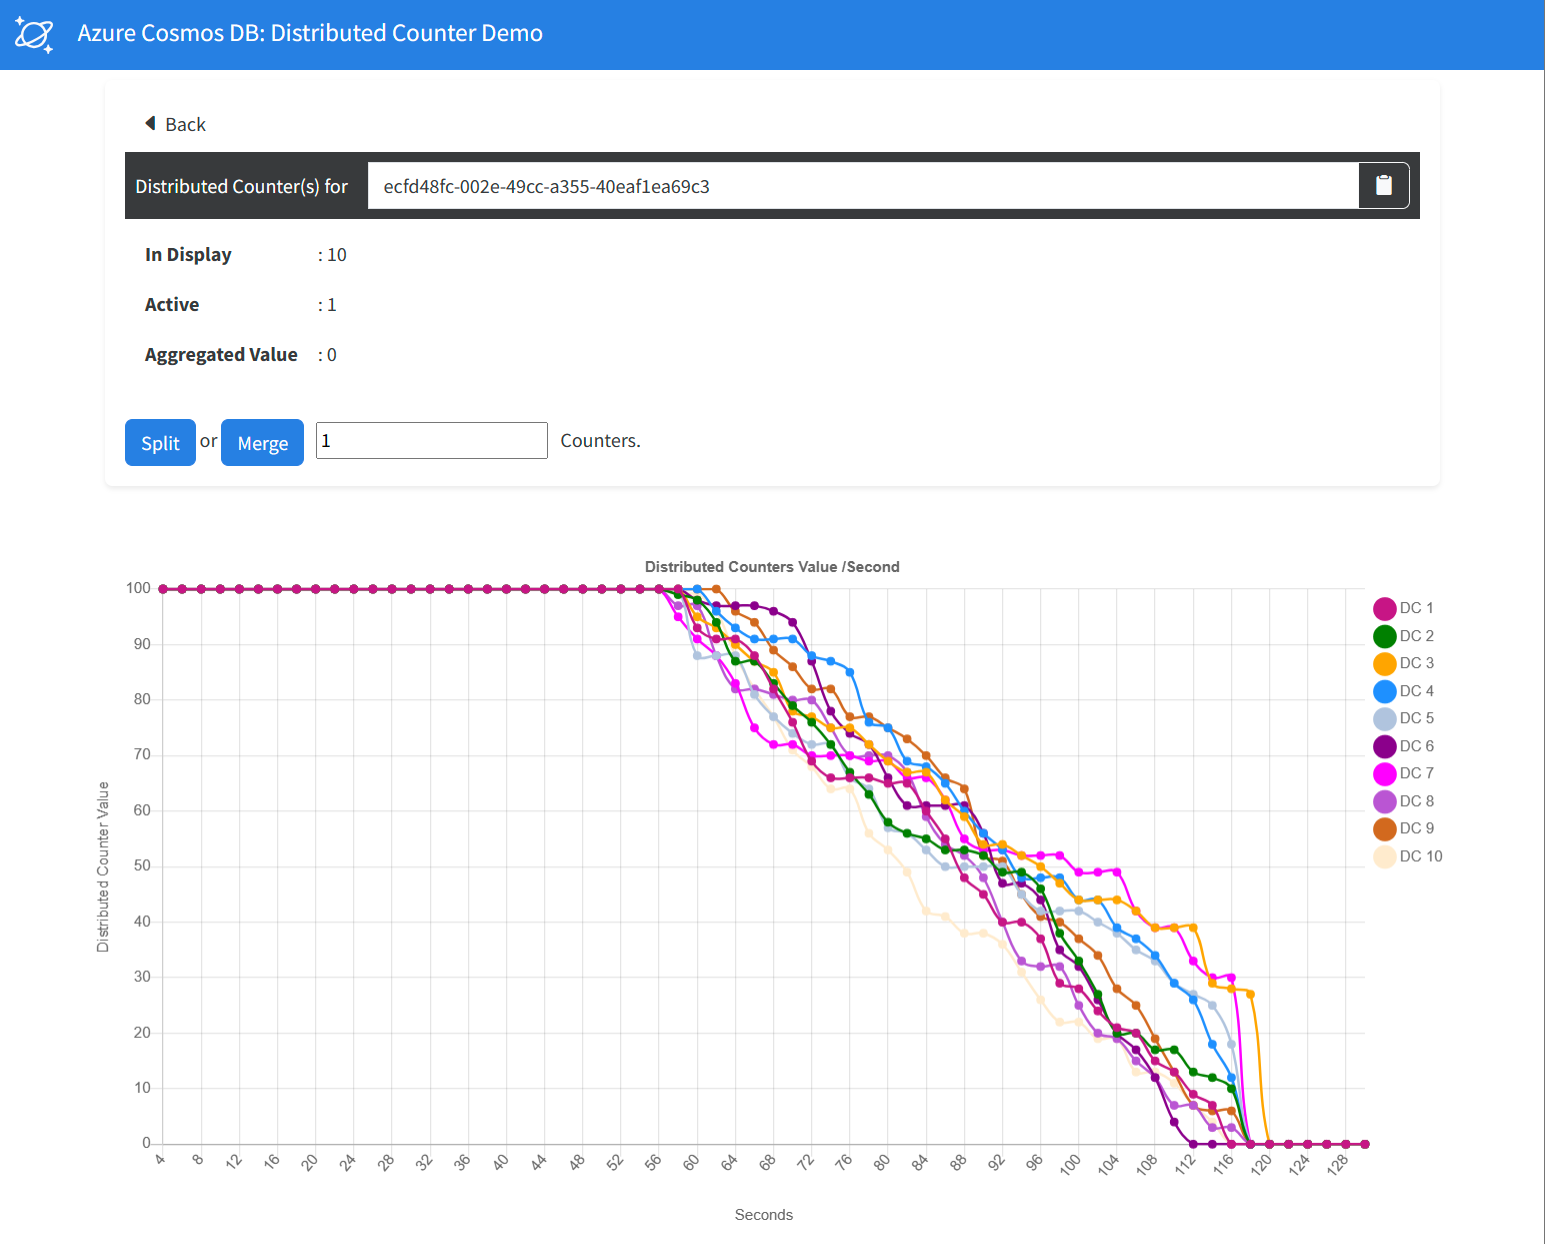 Azure Cosmos DB: Distributed Counter Demo
Back
Distributed Counter(s) for ecfd48fc-002e-49cc-a355-40eaf1ea69c3
In Display : 10
Active : 1
Aggregated Value : 0
Split or Merge 1 Counters.
Distributed Counters Value /Second
100
90
80
70
60
50
40
30
20
10
0
Distributed Counter Value
4 8 12 16 20 24 28 32 36 40 44 48 52 56 60 64 68 72 76 80 84 88 92 96 100 104 108 112 116 120 124 128
Seconds
DC 1
DC 2
DC 3
DC 4
DC 5
DC 6
DC 7
DC 8
DC 9
DC 10